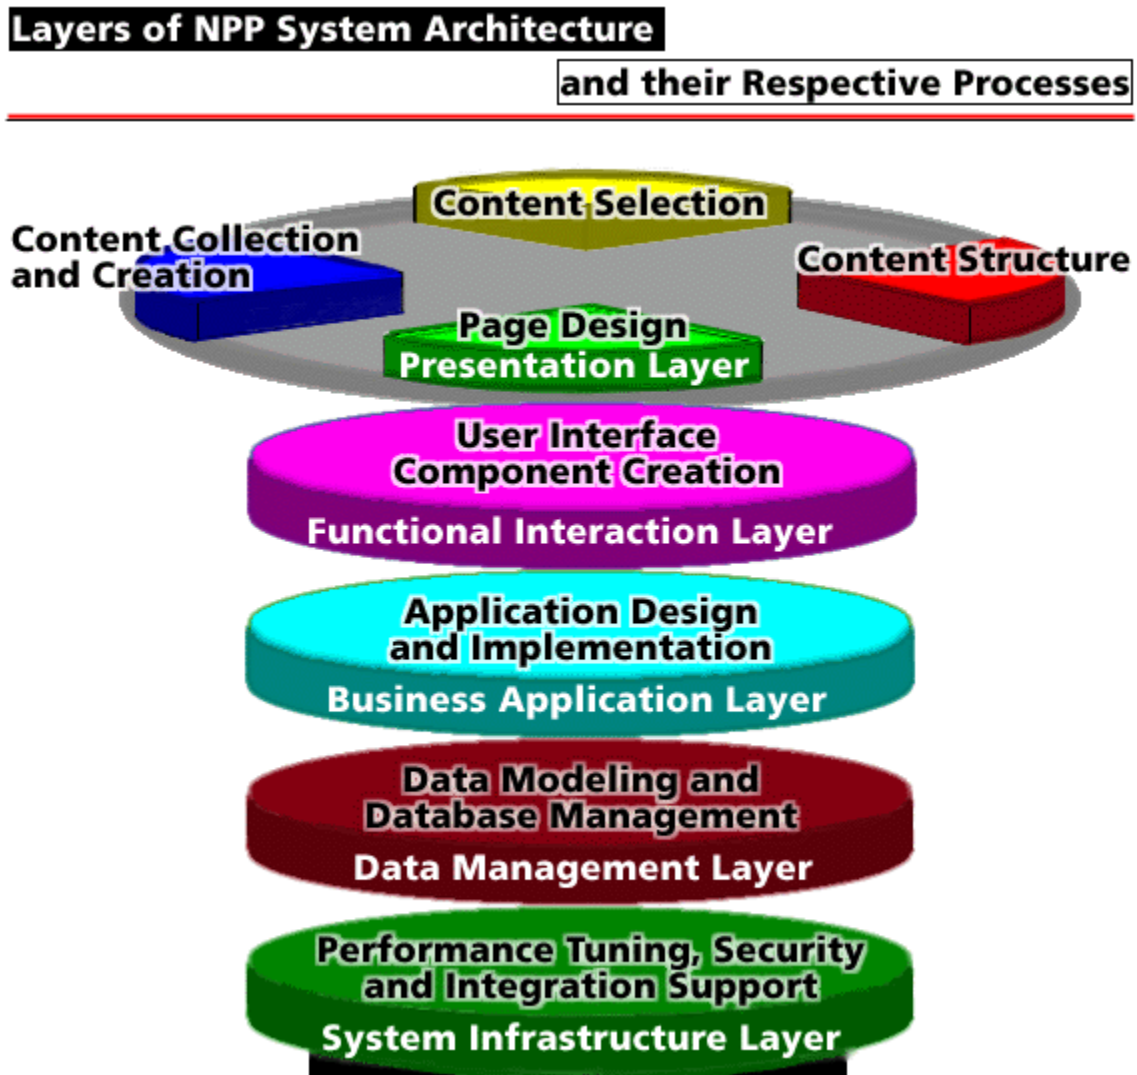 Layers of NPP System Architecture
and their Respective Processes
Content Selection
Content Collection
and Creation
Content Structure
Page Design
Presentation Layer
User Interface
Component Creation
Functional Interaction Layer
Application Design
and Implementation
Business Application Layer
Data Modeling and
Database Management
Data Management Layer
Performance Tuning, Security
and Integration Support
System Infrastructure Layer